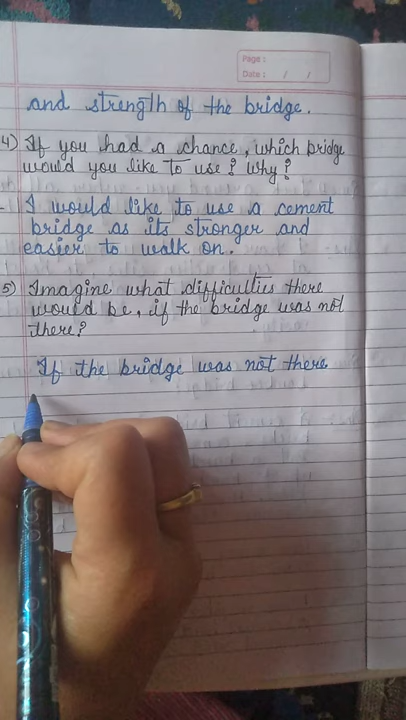 Page :
Date : / /
and strength of the bridge.
4) If you had a chance, which bridge
would you like to use? Why?
- I would like to use a cement
bridge as its stronger and
easier to walk on.
5) Imagine what difficulties there
would be, if the bridge was not
there?
If the bridge was not there